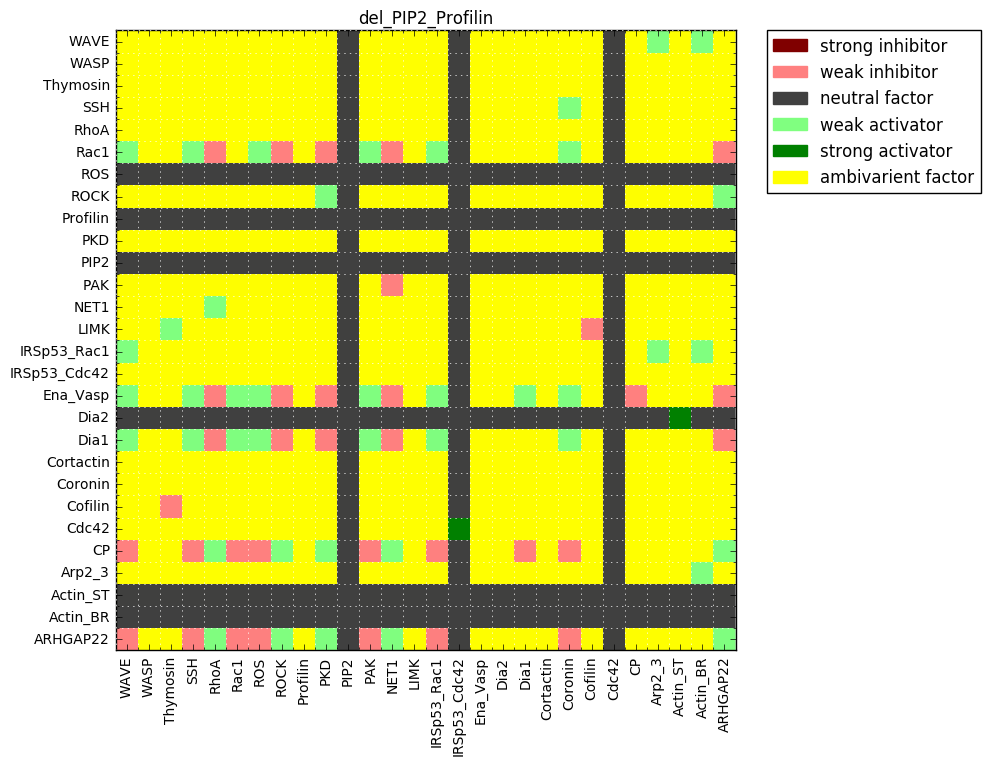 del_PIP2_Profilin
WAVE
WASP
Thymosin
SSH
RhoA
Rac1
ROS
ROCK
Profilin
PKD
PIP2
PAK
NET1
LIMK
IRSp53_Rac1
IRSp53_Cdc42
Ena_Vasp
Dia2
Dia1
Cortactin
Coronin
Cofilin
Cdc42
CP
Arp2_3
Actin_ST
Actin_BR
ARHGAP22
WAVE
WASP
Thymosin
SSH
RhoA
Rac1
ROS
ROCK
Profilin
PKD
PIP2
PAK
NET1
LIMK
IRSp53_Rac1
IRSp53_Cdc42
Ena_Vasp
Dia2
Dia1
Cortactin
Coronin
Cofilin
Cdc42
CP
Arp2_3
Actin_ST
Actin_BR
ARHGAP22
strong inhibitor
weak inhibitor
neutral factor
weak activator
strong activator
ambivarient factor